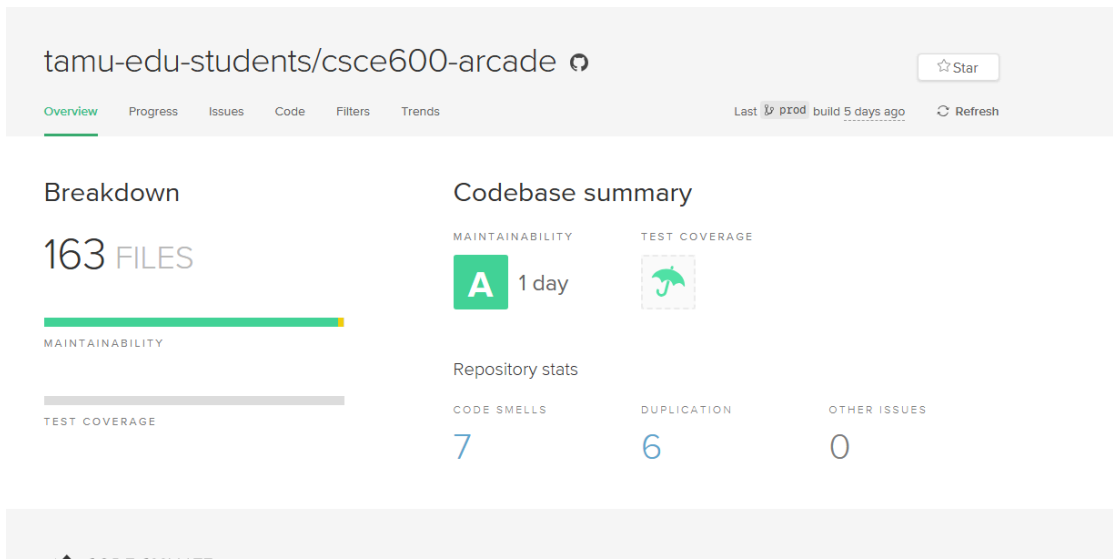 tamu-edu-students/csce600-arcade
Star
Overview Progress Issues Code Filters Trends
Last prod build 5 days ago Refresh
Breakdown
Codebase summary
163 FILES
MAINTAINABILITY TEST COVERAGE
A 1 day
MAINTAINABILITY
Repository stats
TEST COVERAGE
CODE SMELLS DUPLICATION OTHER ISSUES
7 6 0